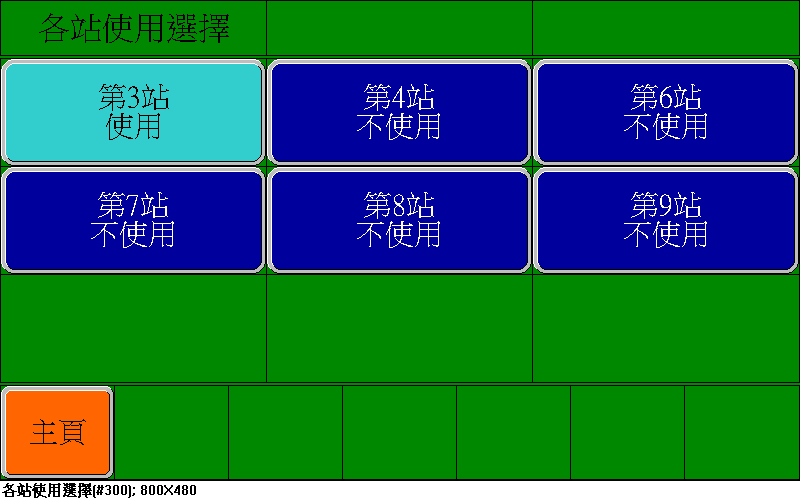 各站使用選擇
第3站
使用
第4站
不使用
第6站
不使用
第7站
不使用
第8站
不使用
第9站
不使用
主頁
各站使用選擇(#300); 800X480